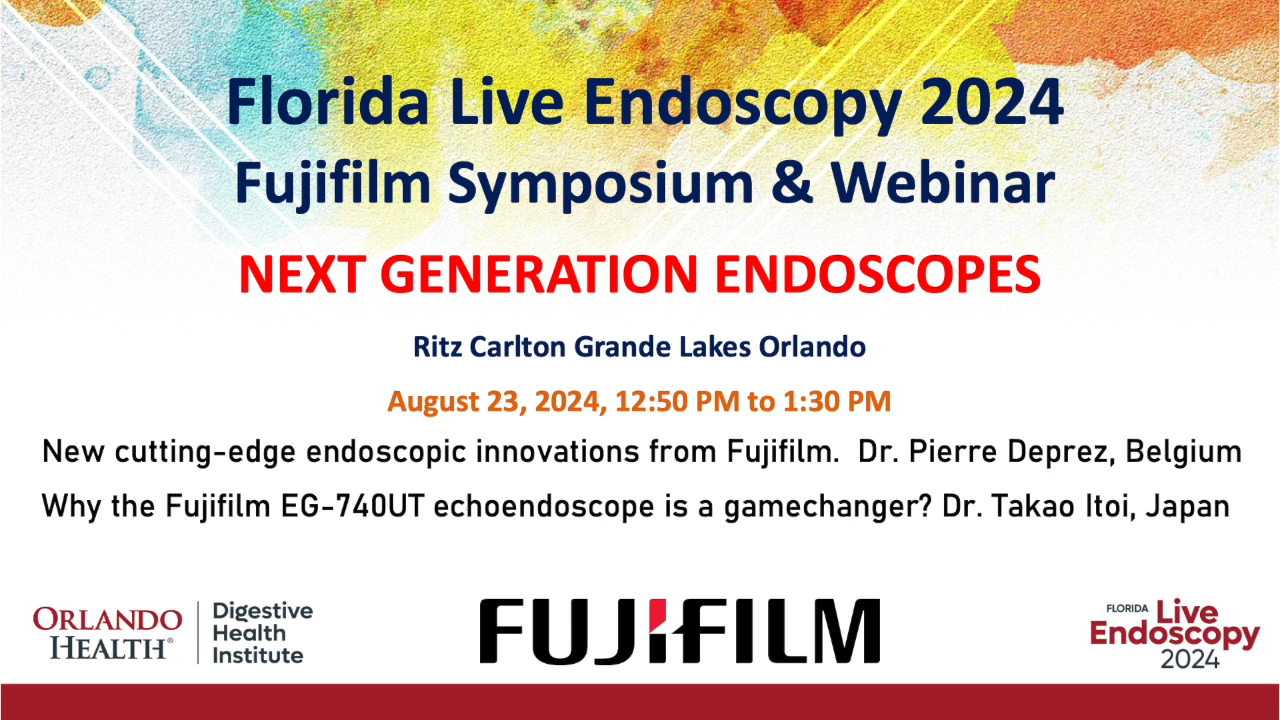 Florida Live Endoscopy 2024
Fujifilm Symposium & Webinar
NEXT GENERATION ENDOSCOPES
Ritz Carlton Grande Lakes Orlando
August 23, 2024, 12:50 PM to 1:30 PM
New cutting-edge endoscopic innovations from Fujifilm.  Dr. Pierre Deprez, Belgium
Why the Fujifilm EG-740UT echoendoscope is a gamechanger? Dr. Takao Itoi, Japan
ORLANDO
HEALTH®
Digestive
Health
Institute
FUJIFILM
FLORIDA Live
Endoscopy
2024